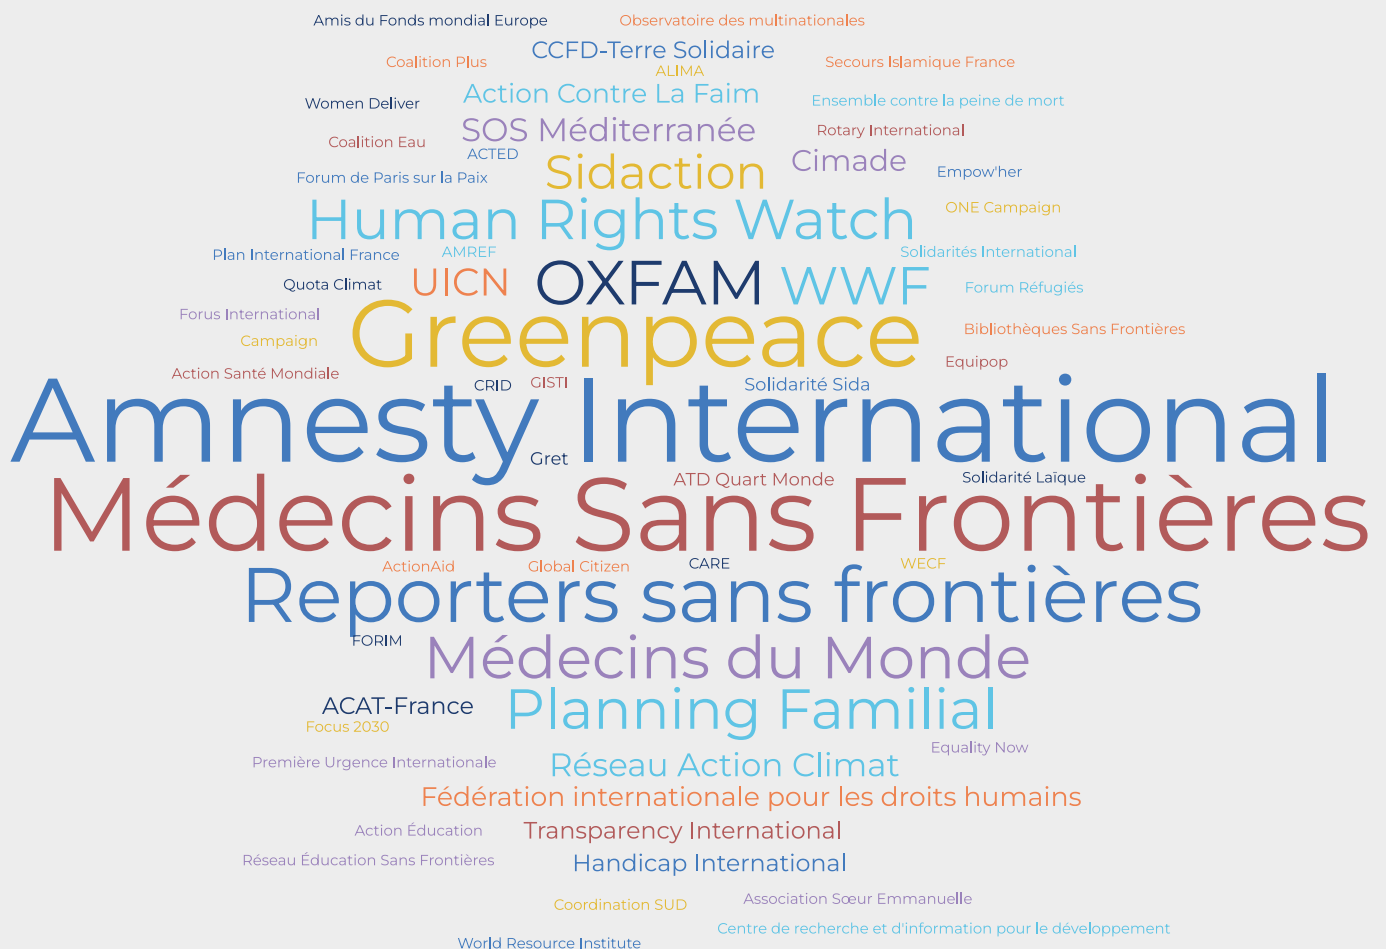 Amis du Fonds mondial Europe
Observatoire des multinationales
CCFD-Terre Solidaire
Coalition Plus
Secours Islamique France
ALIMA
Action Contre La Faim
Women Deliver
Ensemble contre la peine de mort
SOS Méditerranée
Rotary International
Coalition Eau
ACTED
Cimade
Sidaction
Empow'her
Forum de Paris sur la Paix
ONE Campaign
Human Rights Watch
Plan International France
AMREF
Solidarités International
Quota Climat
UICN
OXFAM
WWF
Forum Réfugiés
Forus International
Greenpeace
Bibliothèques Sans Frontières
Campaign
Equipop
Action Santé Mondiale
CRID
GISTI
Solidarité Sida
Amnesty International
Gret
ATD Quart Monde
Solidarité Laïque
Médecins Sans Frontières
ActionAid
Global Citizen
CARE
WECF
Reporters sans frontières
FORIM
Médecins du Monde
ACAT-France
Planning Familial
Focus 2030
Equality Now
Première Urgence Internationale
Réseau Action Climat
Fédération internationale pour les droits humains
Action Éducation
Transparency International
Réseau Éducation Sans Frontières
Handicap International
Coordination SUD
Association Sœur Emmanuelle
Centre de recherche et d'information pour le développement
World Resource Institute